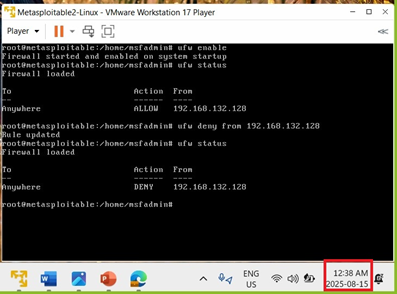 Metasploitable2-Linux - VMware Workstation 17 Player
Player
root@metasploitable:/home/msfadmin# ufw enable
Firewall started and enabled on system startup
root@metasploitable:/home/msfadmin# ufw status
Firewall loaded
To Action From
-- ------ ----
Anywhere ALLOW 192.168.132.128
root@metasploitable:/home/msfadmin# ufw deny from 192.168.132.128
Rule updated
root@metasploitable:/home/msfadmin# ufw status
Firewall loaded
To Action From
-- ------ ----
Anywhere DENY 192.168.132.128
root@metasploitable:/home/msfadmin#
ENG
US
12:38 AM
2025-08-15